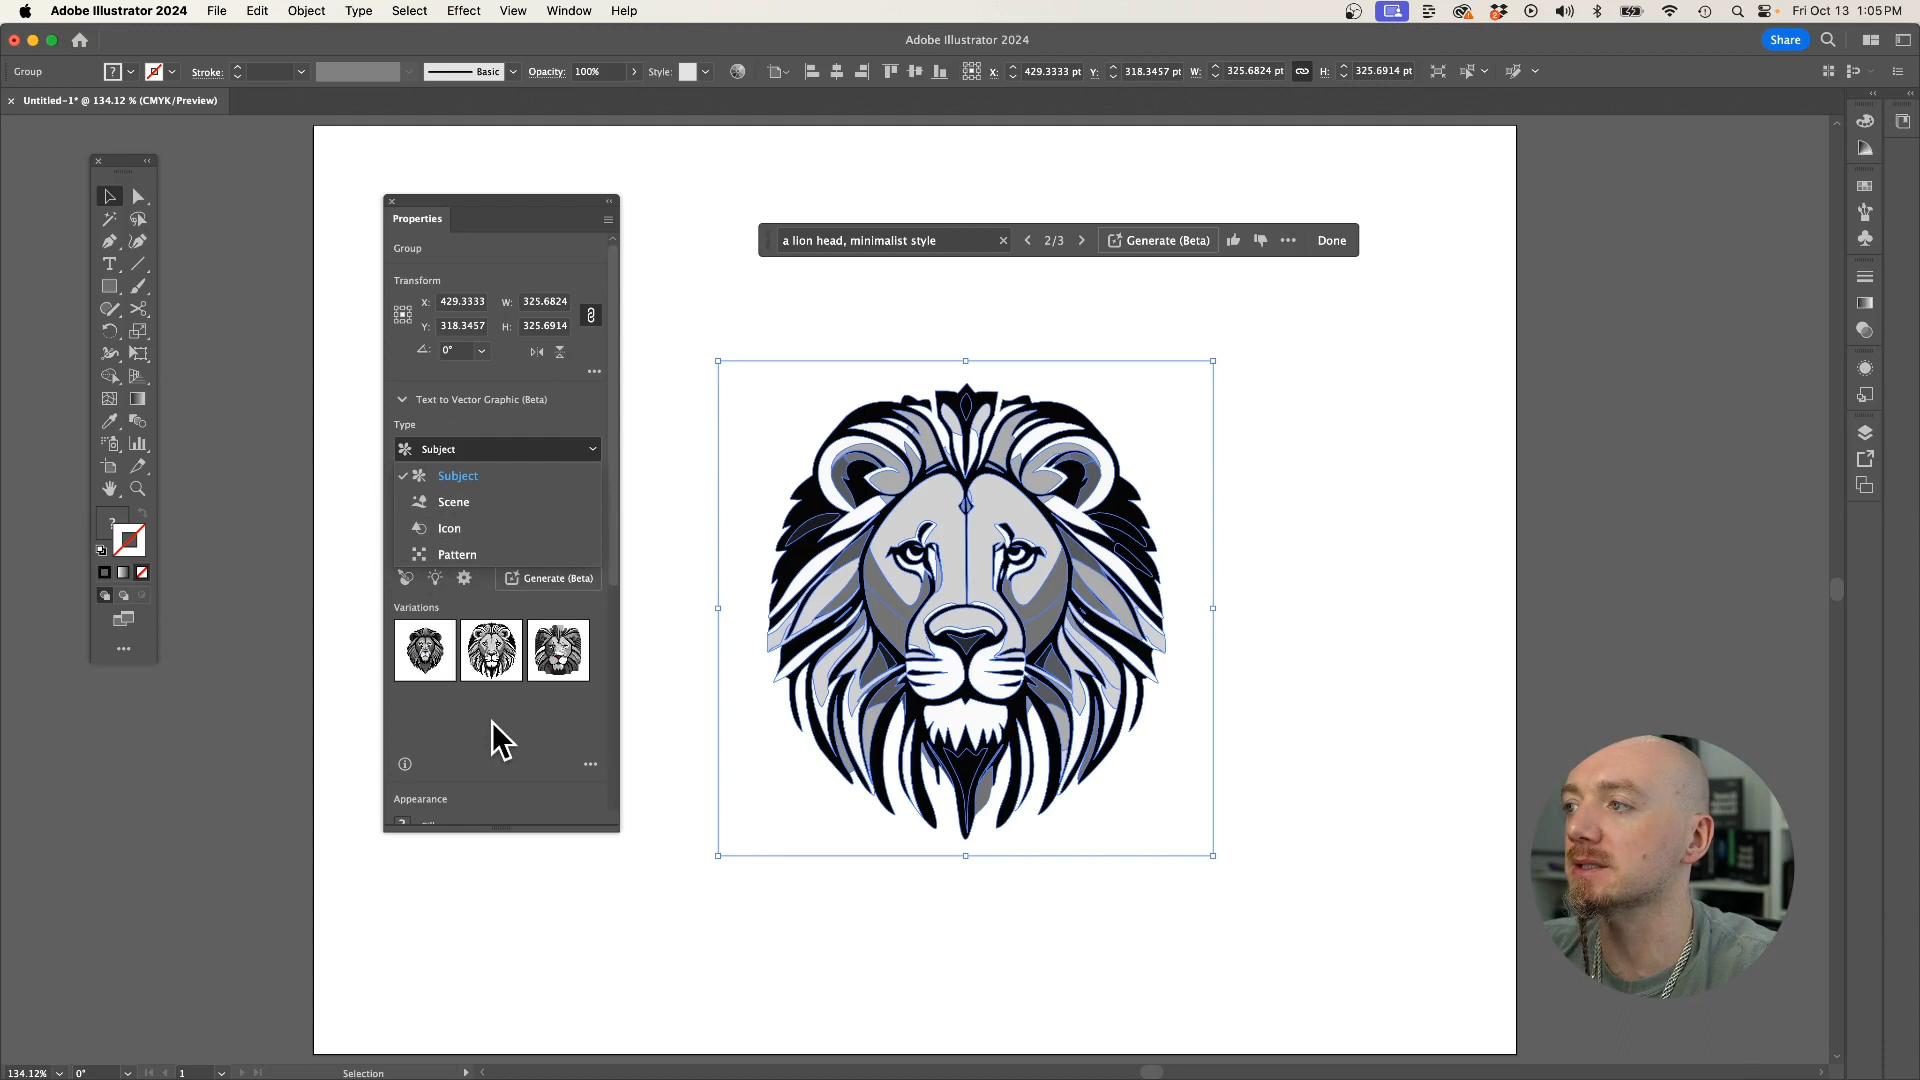 Adobe Illustrator 2024 File Edit Object Type Select Effect View Window Help Fri Oct 13 1:05 PM
Adobe Illustrator 2024 Share
Group ? Stroke: Basic Opacity: 100% Style: X: 429.3333 pt Y: 318.3457 pt W: 325.6824 pt H: 325.6914 pt
Untitled-1* @ 134.12 % (CMYK/Preview)
Properties
Group
Transform
X: 429.3333 W: 325.6824
Y: 318.3457 H: 325.6914
0°
Text to Vector Graphic (Beta)
Type
Subject
Subject
Scene
Icon
Pattern
Generate (Beta)
Variations
Appearance
a lion head, minimalist style 2/3 Generate (Beta) Done
134.12% 0° 1 Selection